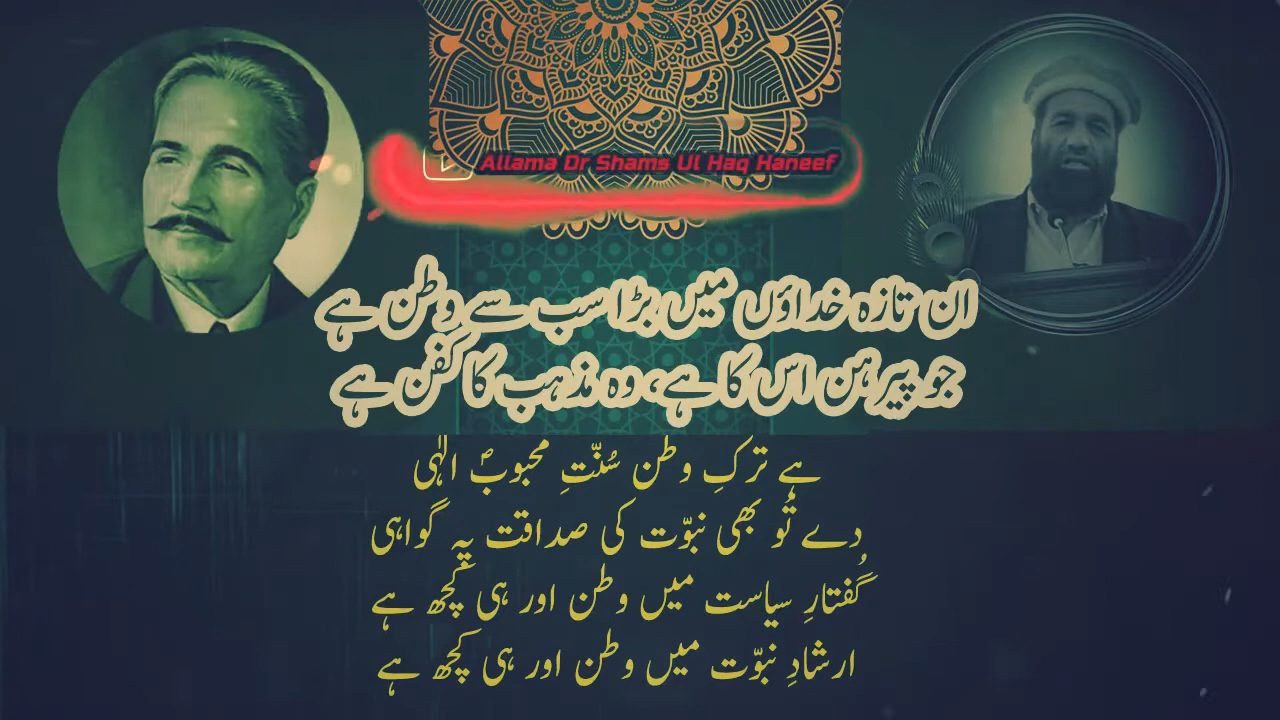 Allama Dr Shams Ul Haq Haneef
ان تازہ خداؤں میں بڑا سب سے وطن ہے
جو پیرہن اس کا ہے، وہ مذہب کا کفن ہے
ہے ترکِ وطن سُنّتِ محبوبؐ الٰہی
دے تُو بھی نبوّت کی صداقت پہ گواہی
گُفتارِ سیاست میں وطن اور ہی کچھ ہے
ارشادِ نبوّت میں وطن اور ہی کچھ ہے